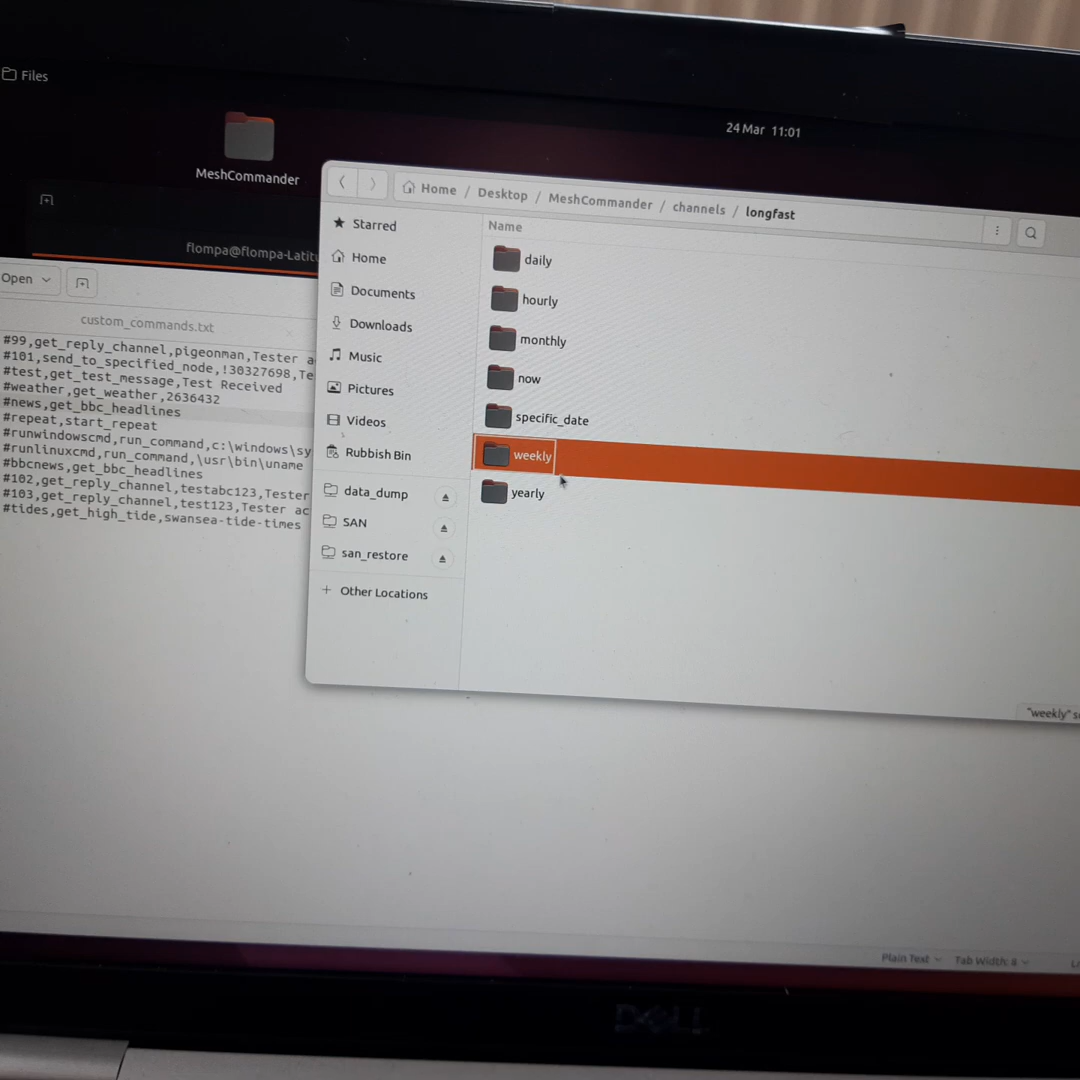 Files
24 Mar 11:01
MeshCommander
flompa@flompa-Latitu
Open
custom_commands.txt
#99,get_reply_channel,pigeonman,Tester a
#101,send_to_specified_node,!30327698,Te
#test,get_test_message,Test Received
#weather,get_weather,2636432
#news,get_bbc_headlines
#repeat,start_repeat
#runwindowscmd,run_command,c:\windows\sy
#runlinuxcmd,run_command,\usr\bin\uname
#bbcnews,get_bbc_headlines
#102,get_reply_channel,testabc123,Tester
#103,get_reply_channel,test123,Tester ac
#tides,get_high_tide,swansea-tide-times
Home / Desktop / MeshCommander / channels / longfast
Starred
Home
Documents
Downloads
Music
Pictures
Videos
Rubbish Bin
data_dump
SAN
san_restore
+ Other Locations
Name
daily
hourly
monthly
now
specific_date
weekly
yearly
"weekly" s
Plain Text
Tab Width: 8
DELL